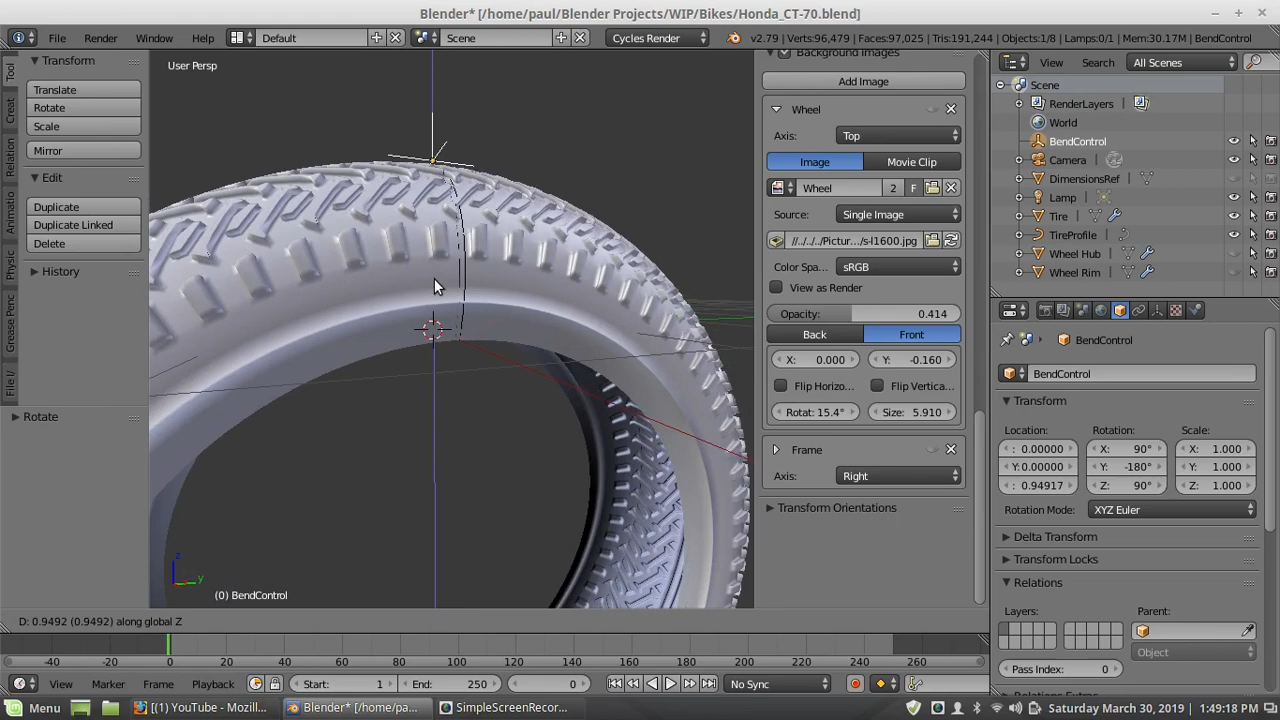 Blender* [/home/paul/Blender Projects/WIP/Bikes/Honda_CT-70.blend]
File Render Window Help Default Scene Cycles Render v2.79 | Verts:96,479 | Faces:97,025 | Tris:191,244 | Objects:1/8 | Lamps:0/1 | Mem:30.17M | BendControl
Transform
Translate
Rotate
Scale
Mirror
Edit
Duplicate
Duplicate Linked
Delete
History
Rotate
Tool
Creat
Relation
Animatio
Physic
Grease Penc
File I/
User Persp
z
y
(0) BendControl
D: 0.9492 (0.9492) along global Z
Background Images
Add Image
Wheel
Axis: Top
Image Movie Clip
Wheel 2 F
Source: Single Image
//../../../Pictur.../s-l1600.jpg
Color Spa... sRGB
View as Render
Opacity: 0.414
Back Front
X: 0.000 Y: -0.160
Flip Horizo... Flip Vertica...
Rotat: 15.4° Size: 5.910
Frame
Axis: Right
Transform Orientations
View Search All Scenes
Scene
RenderLayers
World
BendControl
Camera
DimensionsRef
Lamp
Tire
TireProfile
Wheel Hub
Wheel Rim
BendControl
BendControl
Transform
Location: Rotation: Scale:
: 0.00000 X: 90° X: 1.000
Y: 0.00000 Y: -180° Y: 1.000
: 0.94917 Z: 90° Z: 1.000
Rotation Mode: XYZ Euler
Delta Transform
Transform Locks
Relations
Layers: Parent:
Object
Pass Index: 0
-40 -20 0 20 40 60 80 100 120 140 160 180 200 220 240 260
View Marker Frame Playback Start: 1 End: 250 0 No Sync
Menu [(1) YouTube - Mozill... Blender* [/home/pa... SimpleScreenRecor... Saturday March 30, 2019 1:49:18 PM